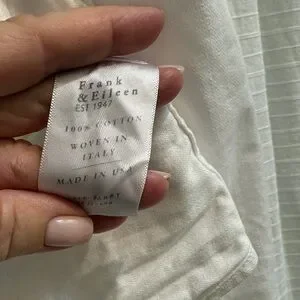 Frank
& Eileen
EST 1947
100% COTTON
WOVEN IN
ITALY
MADE IN USA